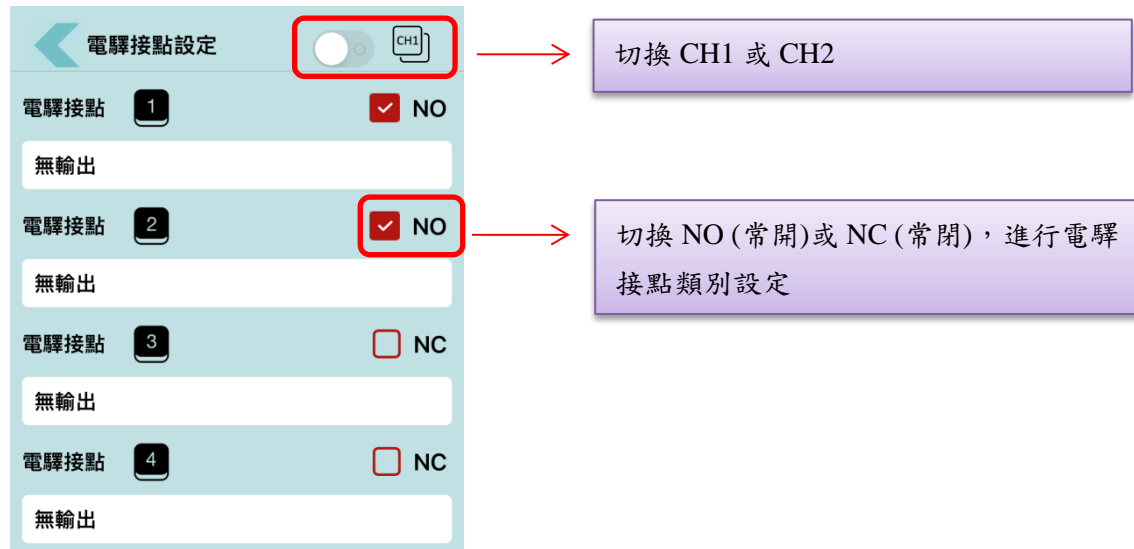 電驛接點設定
CH1
切換 CH1 或 CH2
電驛接點 1
NO
無輸出
電驛接點 2
NO
切換 NO (常開)或 NC (常閉)，進行電驛
接點類別設定
無輸出
電驛接點 3
NC
無輸出
電驛接點 4
NC
無輸出